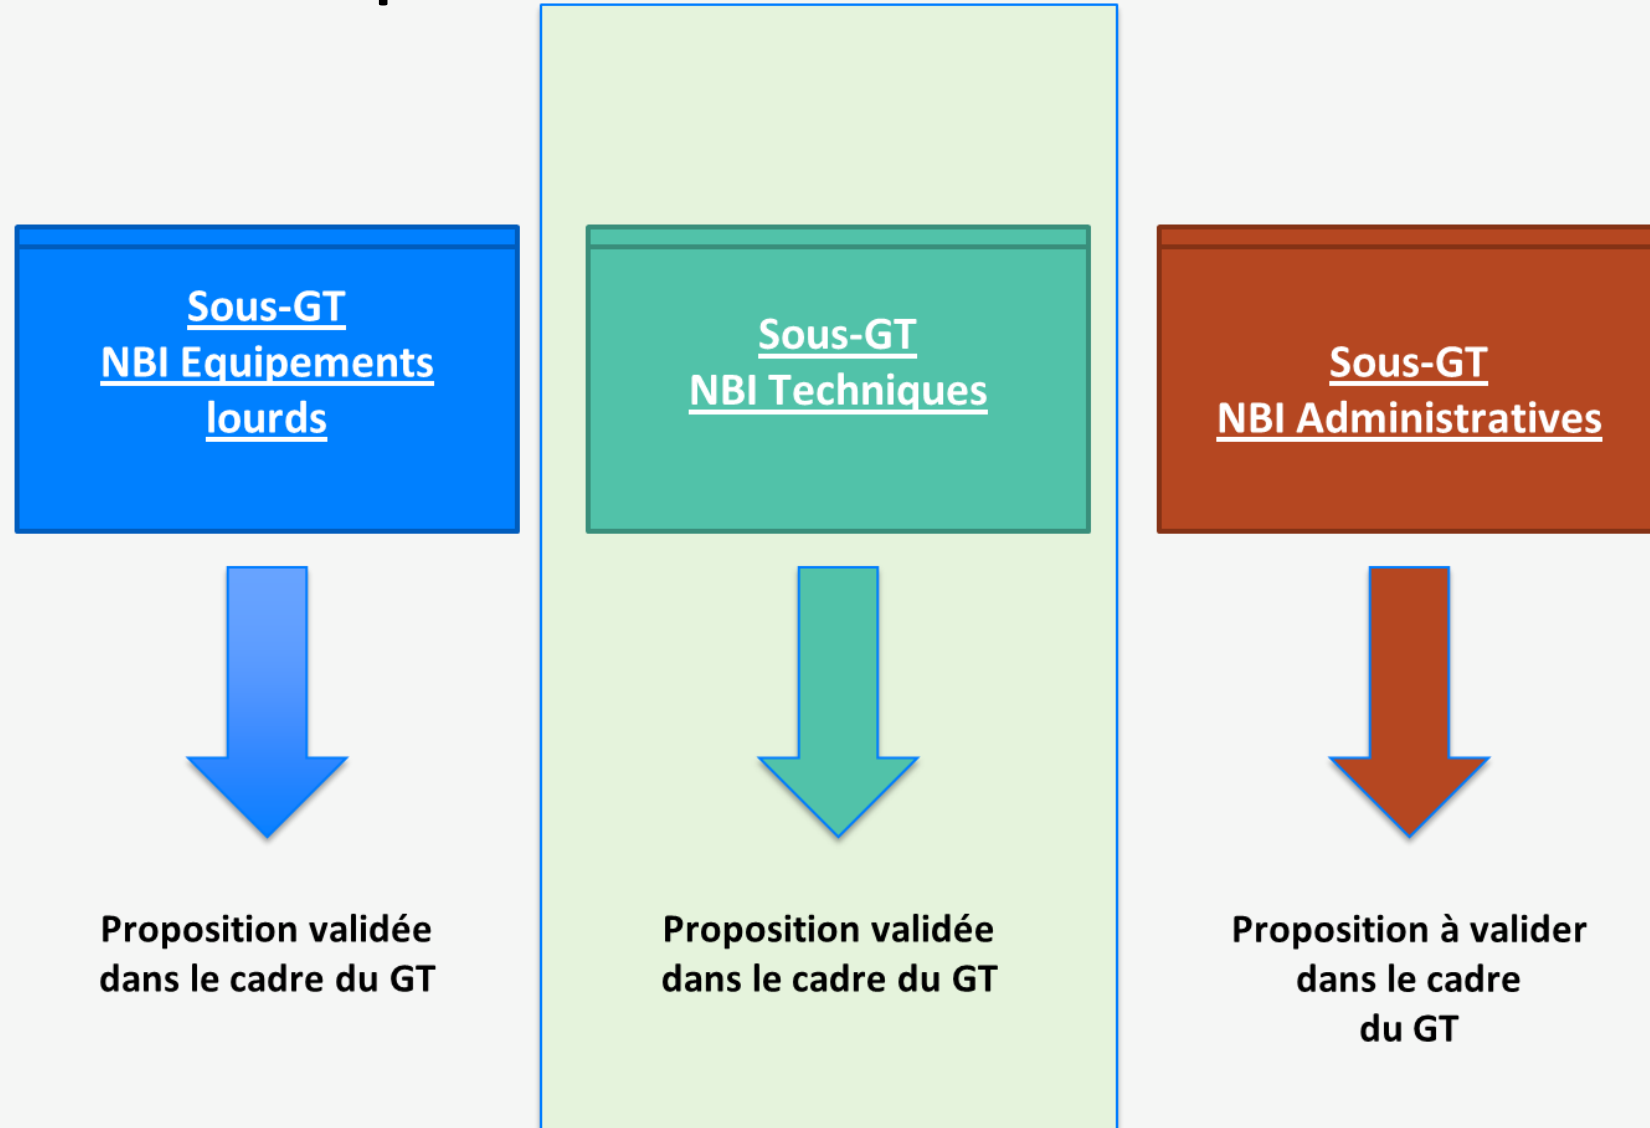 Sous-GT
NBI Equipements
lourds
Sous-GT
NBI Techniques
Sous-GT
NBI Administratives
Proposition validée
dans le cadre du GT
Proposition validée
dans le cadre du GT
Proposition à valider
dans le cadre
du GT